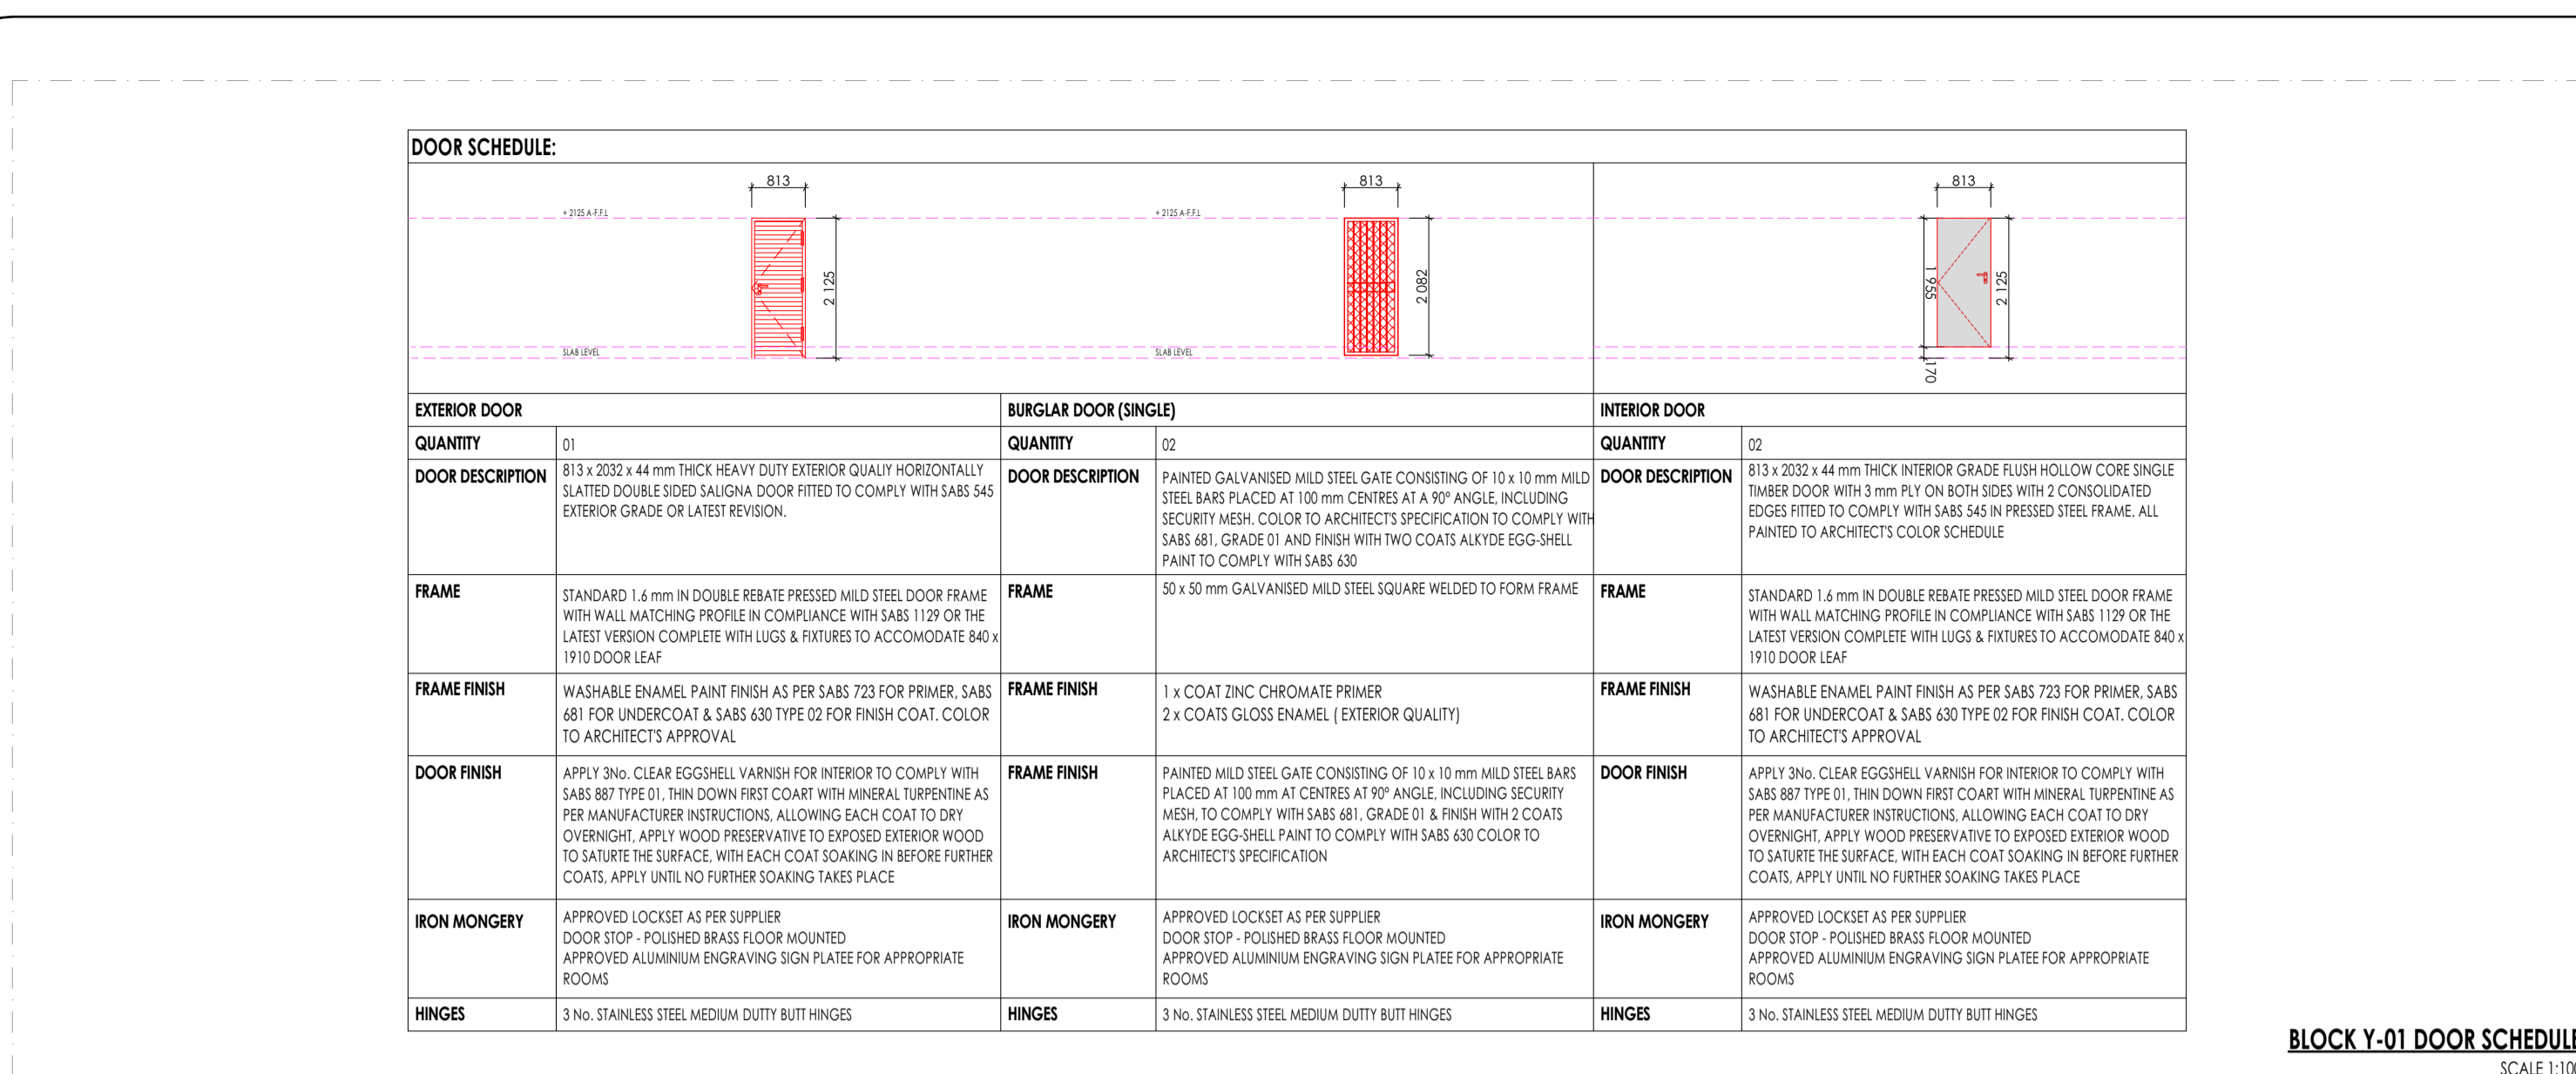 DOOR SCHEDULE:
813
+ 2125 A-F.F.L
2 125
SLAB LEVEL
813
+ 2125 A-F.F.L
2 082
SLAB LEVEL
813
1 955
2 125
170
EXTERIOR DOOR
QUANTITY
01
DOOR DESCRIPTION
813 x 2032 x 44 mm THICK HEAVY DUTY EXTERIOR QUALIY HORIZONTALLY
SLATTED DOUBLE SIDED SALIGNA DOOR FITTED TO COMPLY WITH SABS 545
EXTERIOR GRADE OR LATEST REVISION.
FRAME
STANDARD 1.6 mm IN DOUBLE REBATE PRESSED MILD STEEL DOOR FRAME
WITH WALL MATCHING PROFILE IN COMPLIANCE WITH SABS 1129 OR THE
LATEST VERSION COMPLETE WITH LUGS & FIXTURES TO ACCOMODATE 840 x
1910 DOOR LEAF
FRAME FINISH
WASHABLE ENAMEL PAINT FINISH AS PER SABS 723 FOR PRIMER, SABS
681 FOR UNDERCOAT & SABS 630 TYPE 02 FOR FINISH COAT. COLOR
TO ARCHITECT'S APPROVAL
DOOR FINISH
APPLY 3No. CLEAR EGGSHELL VARNISH FOR INTERIOR TO COMPLY WITH
SABS 887 TYPE 01, THIN DOWN FIRST COART WITH MINERAL TURPENTINE AS
PER MANUFACTURER INSTRUCTIONS, ALLOWING EACH COAT TO DRY
OVERNIGHT, APPLY WOOD PRESERVATIVE TO EXPOSED EXTERIOR WOOD
TO SATURTE THE SURFACE, WITH EACH COAT SOAKING IN BEFORE FURTHER
COATS, APPLY UNTIL NO FURTHER SOAKING TAKES PLACE
IRON MONGERY
APPROVED LOCKSET AS PER SUPPLIER
DOOR STOP - POLISHED BRASS FLOOR MOUNTED
APPROVED ALUMINIUM ENGRAVING SIGN PLATEE FOR APPROPRIATE
ROOMS
HINGES
3 No. STAINLESS STEEL MEDIUM DUTTY BUTT HINGES
BURGLAR DOOR (SINGLE)
QUANTITY
02
DOOR DESCRIPTION
PAINTED GALVANISED MILD STEEL GATE CONSISTING OF 10 x 10 mm MILD
STEEL BARS PLACED AT 100 mm CENTRES AT A 90° ANGLE, INCLUDING
SECURITY MESH. COLOR TO ARCHITECT'S SPECIFICATION TO COMPLY WITH
SABS 681, GRADE 01 AND FINISH WITH TWO COATS ALKYDE EGG-SHELL
PAINT TO COMPLY WITH SABS 630
FRAME
50 x 50 mm GALVANISED MILD STEEL SQUARE WELDED TO FORM FRAME
FRAME FINISH
1 x COAT ZINC CHROMATE PRIMER
2 x COATS GLOSS ENAMEL ( EXTERIOR QUALITY)
FRAME FINISH
PAINTED MILD STEEL GATE CONSISTING OF 10 x 10 mm MILD STEEL BARS
PLACED AT 100 mm AT CENTRES AT 90° ANGLE, INCLUDING SECURITY
MESH, TO COMPLY WITH SABS 681, GRADE 01 & FINISH WITH 2 COATS
ALKYDE EGG-SHELL PAINT TO COMPLY WITH SABS 630 COLOR TO
ARCHITECT'S SPECIFICATION
IRON MONGERY
APPROVED LOCKSET AS PER SUPPLIER
DOOR STOP - POLISHED BRASS FLOOR MOUNTED
APPROVED ALUMINIUM ENGRAVING SIGN PLATEE FOR APPROPRIATE
ROOMS
HINGES
3 No. STAINLESS STEEL MEDIUM DUTTY BUTT HINGES
INTERIOR DOOR
QUANTITY
02
DOOR DESCRIPTION
813 x 2032 x 44 mm THICK INTERIOR GRADE FLUSH HOLLOW CORE SINGLE
TIMBER DOOR WITH 3 mm PLY ON BOTH SIDES WITH 2 CONSOLIDATED
EDGES FITTED TO COMPLY WITH SABS 545 IN PRESSED STEEL FRAME. ALL
PAINTED TO ARCHITECT'S COLOR SCHEDULE
FRAME
STANDARD 1.6 mm IN DOUBLE REBATE PRESSED MILD STEEL DOOR FRAME
WITH WALL MATCHING PROFILE IN COMPLIANCE WITH SABS 1129 OR THE
LATEST VERSION COMPLETE WITH LUGS & FIXTURES TO ACCOMODATE 840 x
1910 DOOR LEAF
FRAME FINISH
WASHABLE ENAMEL PAINT FINISH AS PER SABS 723 FOR PRIMER, SABS
681 FOR UNDERCOAT & SABS 630 TYPE 02 FOR FINISH COAT. COLOR
TO ARCHITECT'S APPROVAL
DOOR FINISH
APPLY 3No. CLEAR EGGSHELL VARNISH FOR INTERIOR TO COMPLY WITH
SABS 887 TYPE 01, THIN DOWN FIRST COART WITH MINERAL TURPENTINE AS
PER MANUFACTURER INSTRUCTIONS, ALLOWING EACH COAT TO DRY
OVERNIGHT, APPLY WOOD PRESERVATIVE TO EXPOSED EXTERIOR WOOD
TO SATURTE THE SURFACE, WITH EACH COAT SOAKING IN BEFORE FURTHER
COATS, APPLY UNTIL NO FURTHER SOAKING TAKES PLACE
IRON MONGERY
APPROVED LOCKSET AS PER SUPPLIER
DOOR STOP - POLISHED BRASS FLOOR MOUNTED
APPROVED ALUMINIUM ENGRAVING SIGN PLATEE FOR APPROPRIATE
ROOMS
HINGES
3 No. STAINLESS STEEL MEDIUM DUTTY BUTT HINGES
BLOCK Y-01 DOOR SCHEDULE
SCALE 1:100